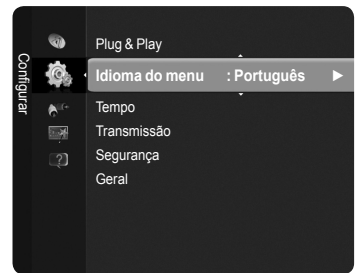 Configurar
Plug & Play
Idioma do menu : Português
Tempo
Transmissão
Segurança
Geral